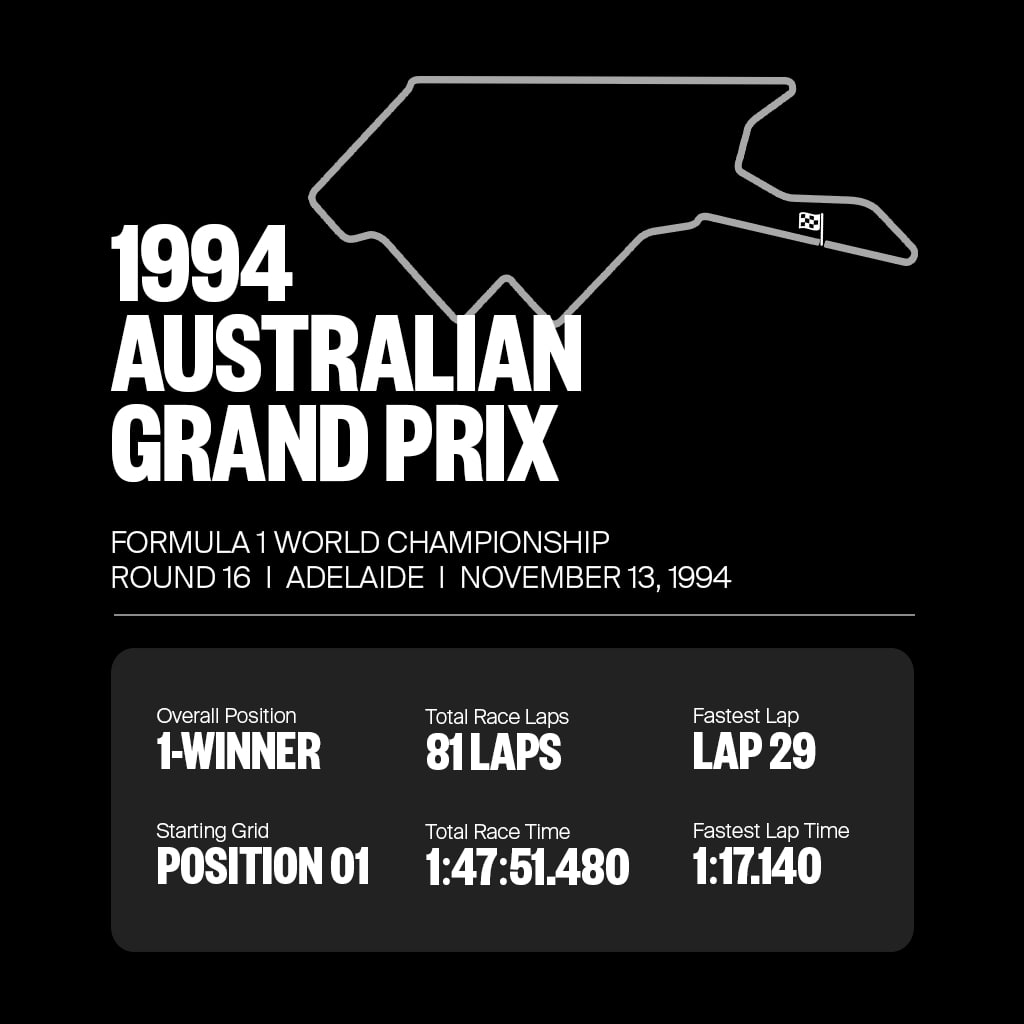 1994
AUSTRALIAN
GRAND PRIX
FORMULA 1 WORLD CHAMPIONSHIP
ROUND 16 | ADELAIDE | NOVEMBER 13, 1994
Overall Position
1-WINNER
Total Race Laps
81 LAPS
Fastest Lap
LAP 29
Starting Grid
POSITION 01
Total Race Time
1:47:51.480
Fastest Lap Time
1:17.140